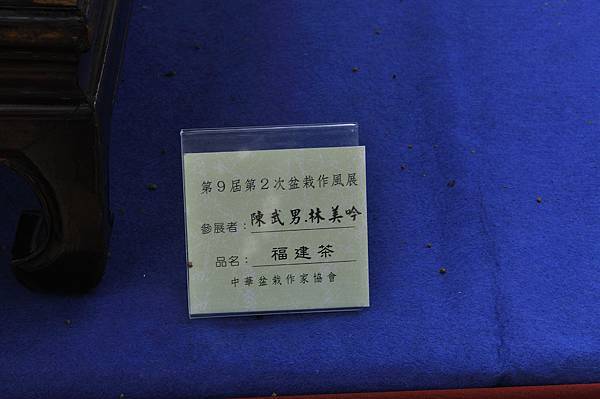 第9屆第2次盆栽作風展
參展者：陳武男.林美吟
品名：福建茶
中華盆栽作家協會